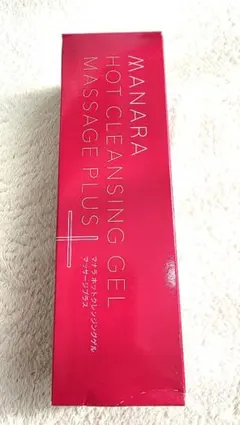 MANARA
HOT CLEANSING GEL
MASSAGE PLUS
マナラ ホットクレンジングゲル
マッサージプラス